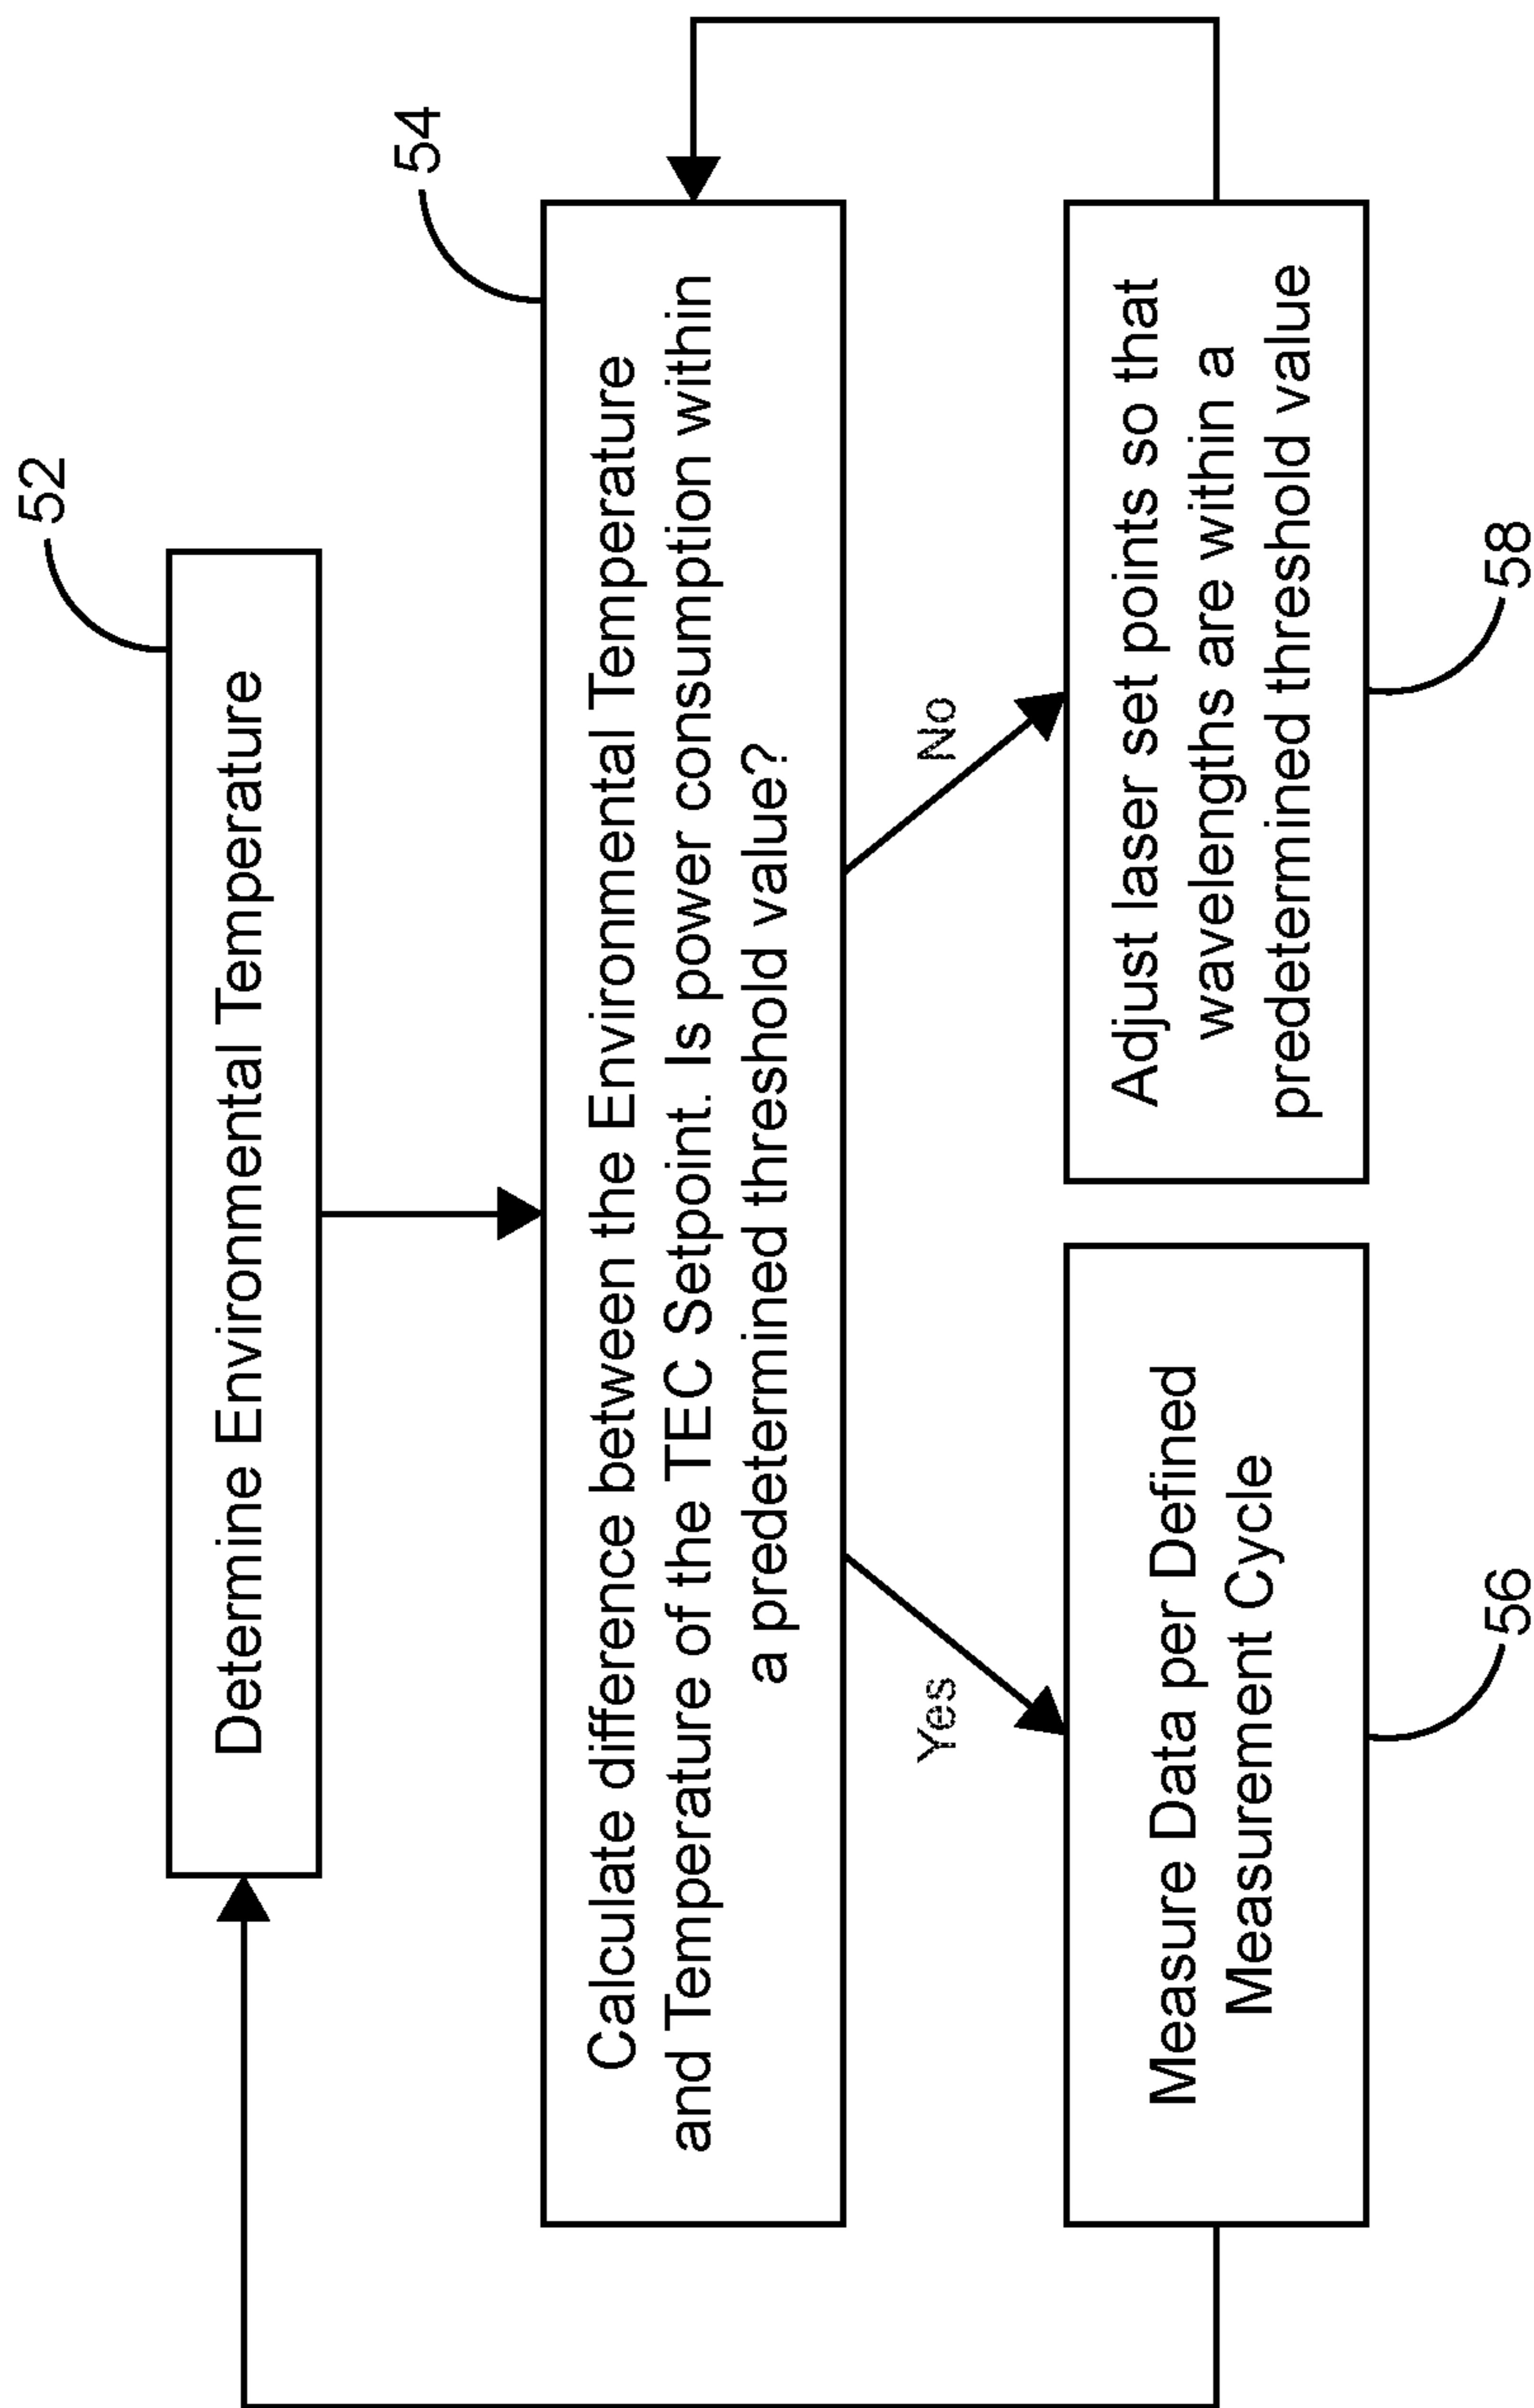 52
Determine Environmental Temperature
54
Calculate difference between the Environmental Temperature
and Temperature of the TEC Setpoint. Is power consumption within
a predetermined threshold value?
Yes
No
Measure Data per Defined
Measurement Cycle
Adjust laser set points so that
wavelengths are within a
predetermined threshold value
56
58